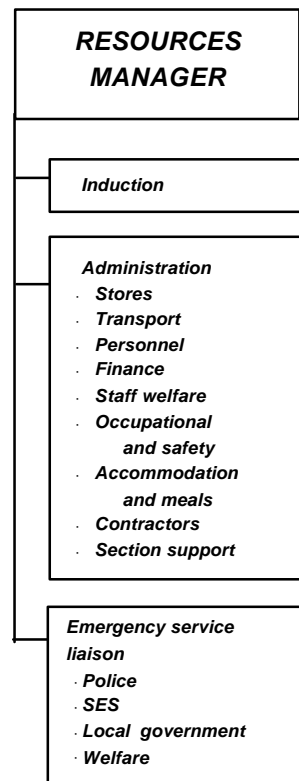 RESOURCES
MANAGER
Induction
Administration
· Stores
· Transport
· Personnel
· Finance
· Staff welfare
· Occupational
and safety
· Accommodation
and meals
· Contractors
· Section support
Emergency service
liaison
· Police
· SES
· Local government
· Welfare